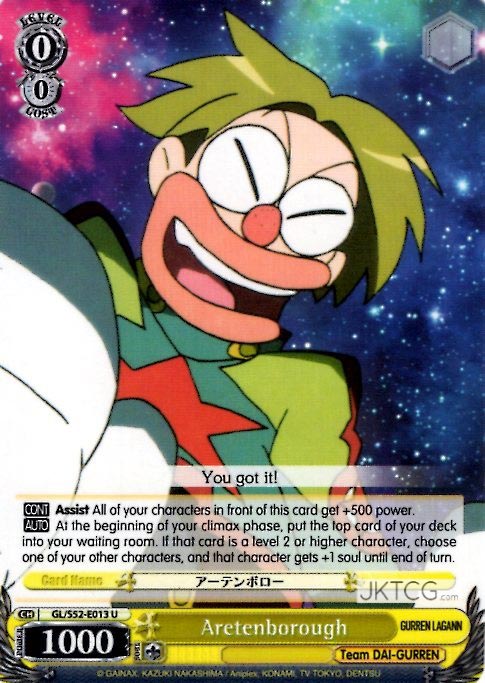 LEVEL
0
0
COST
You got it!
CONT Assist All of your characters in front of this card get +500 power.
AUTO At the beginning of your climax phase, put the top card of your deck
into your waiting room. If that card is a level 2 or higher character, choose
one of your other characters, and that character gets +1 soul until end of turn.
Card Name アーテンボロー
JKTCG.com
CH GL/S52-E013 U
POWER 1000 SOUL Aretenborough GURREN LAGANN
Team DAI-GURREN
© GAINAX, KAZUKI NAKASHIMA / Aniplex, KONAMI, TV TOKYO, DENTSU